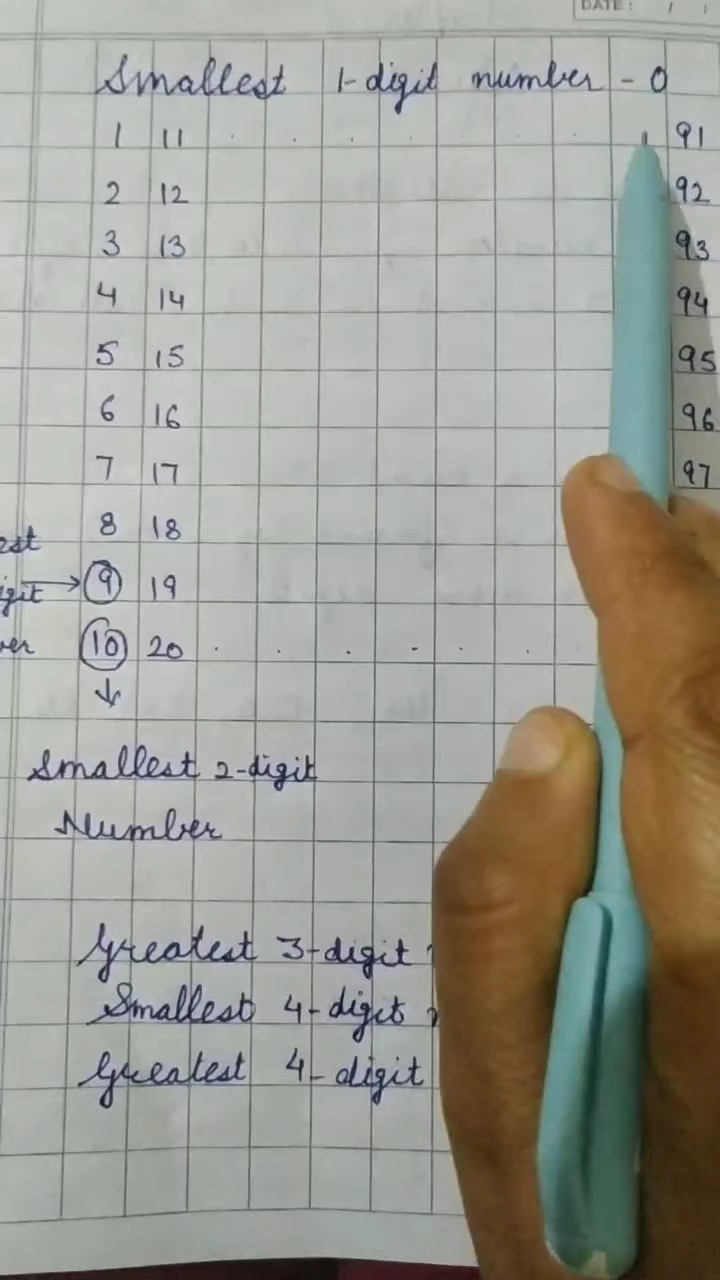 DATE: / /
Smallest 1-digit number - 0
1 11 . . . . . . . 91
2 12 92
3 13 93
4 14 94
5 15 95
6 16 96
7 17 97
8 18
→ 9 19
10 20 . . . . . . .
↓
Smallest 2-digit
Number
Greatest 3-digit
Smallest 4-digit
Greatest 4-digit